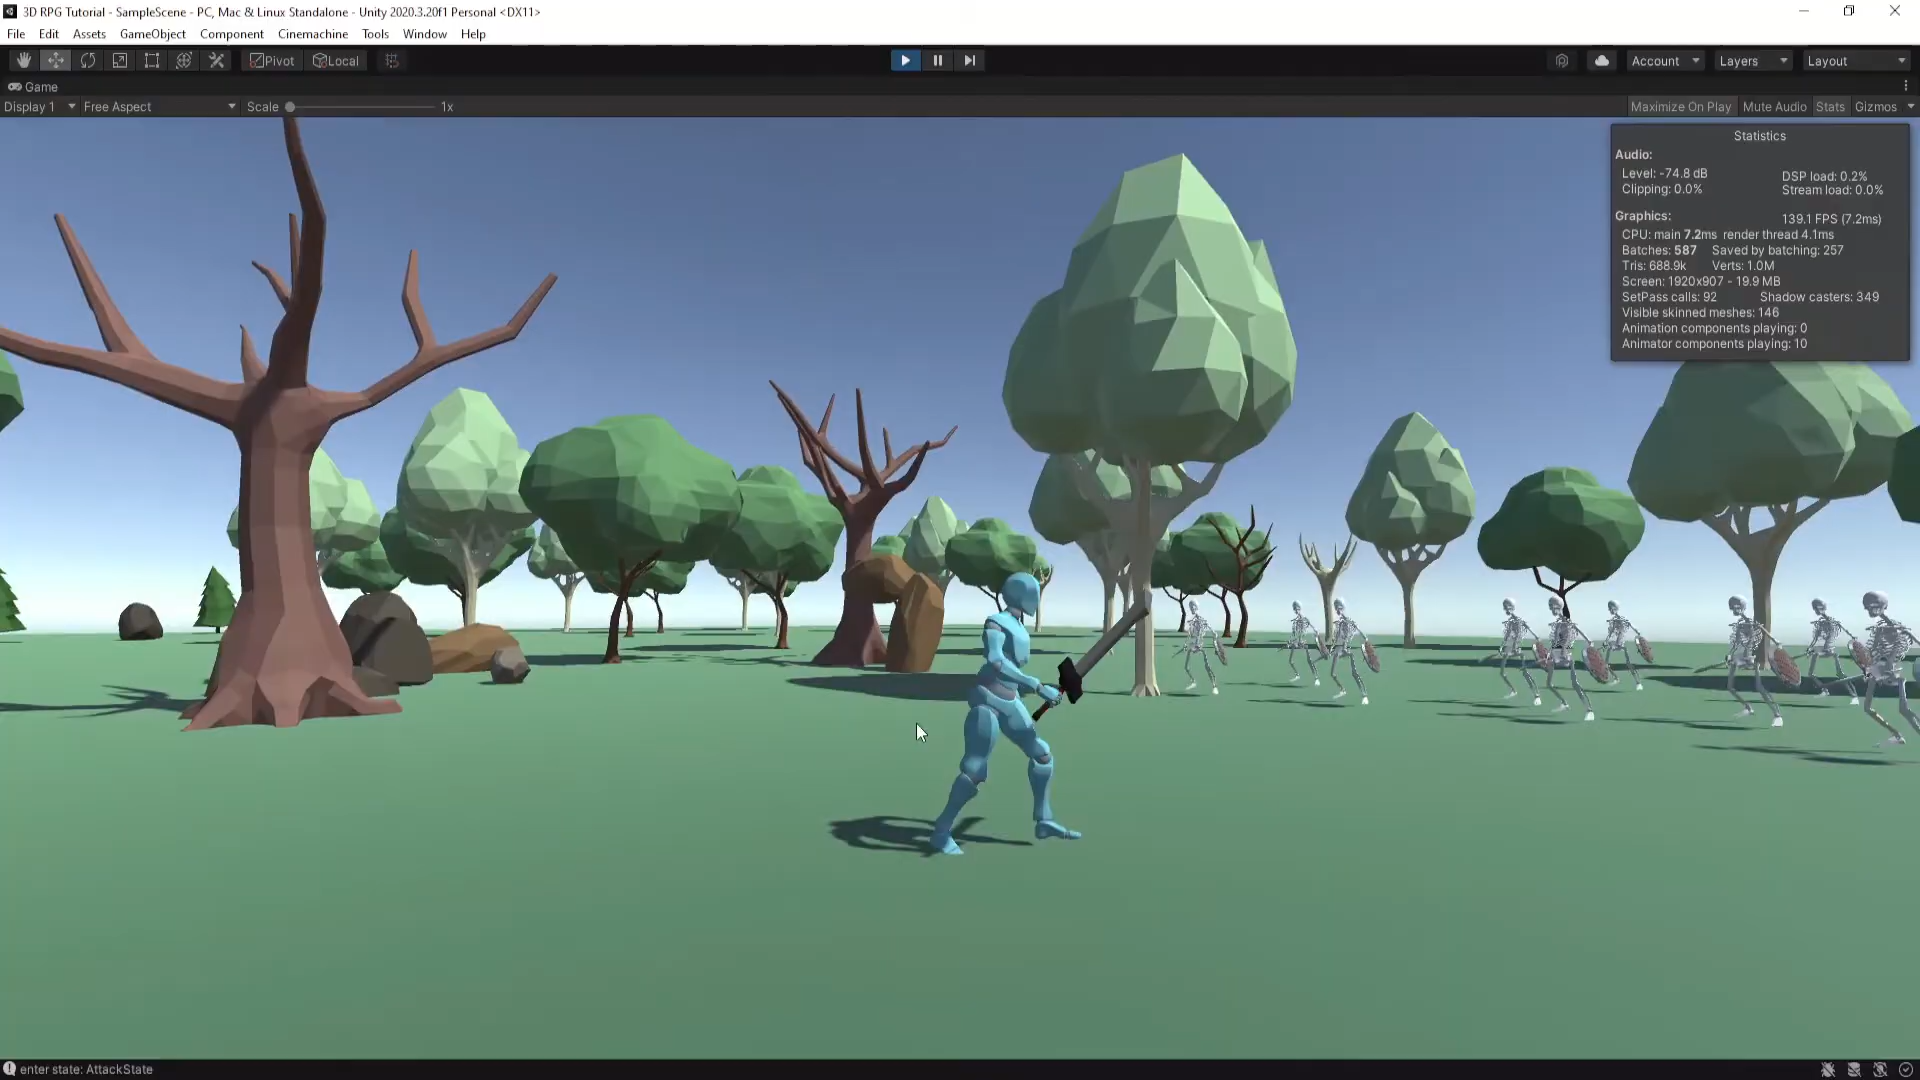 3D RPG Tutorial - SampleScene - PC, Mac & Linux Standalone - Unity 2020.3.20f1 Personal <DX11>
File Edit Assets GameObject Component Cinemachine Tools Window Help
Pivot Local Account Layers Layout
Game
Display 1 Free Aspect Scale 1x Maximize On Play Mute Audio Stats Gizmos
Statistics
Audio:
Level: -74.8 dB DSP load: 0.2%
Clipping: 0.0% Stream load: 0.0%
Graphics: 139.1 FPS (7.2ms)
CPU: main 7.2ms render thread 4.1ms
Batches: 587 Saved by batching: 257
Tris: 688.9k Verts: 1.0M
Screen: 1920x907 - 19.9 MB
SetPass calls: 92 Shadow casters: 349
Visible skinned meshes: 146
Animation components playing: 0
Animator components playing: 10
enter state: AttackState